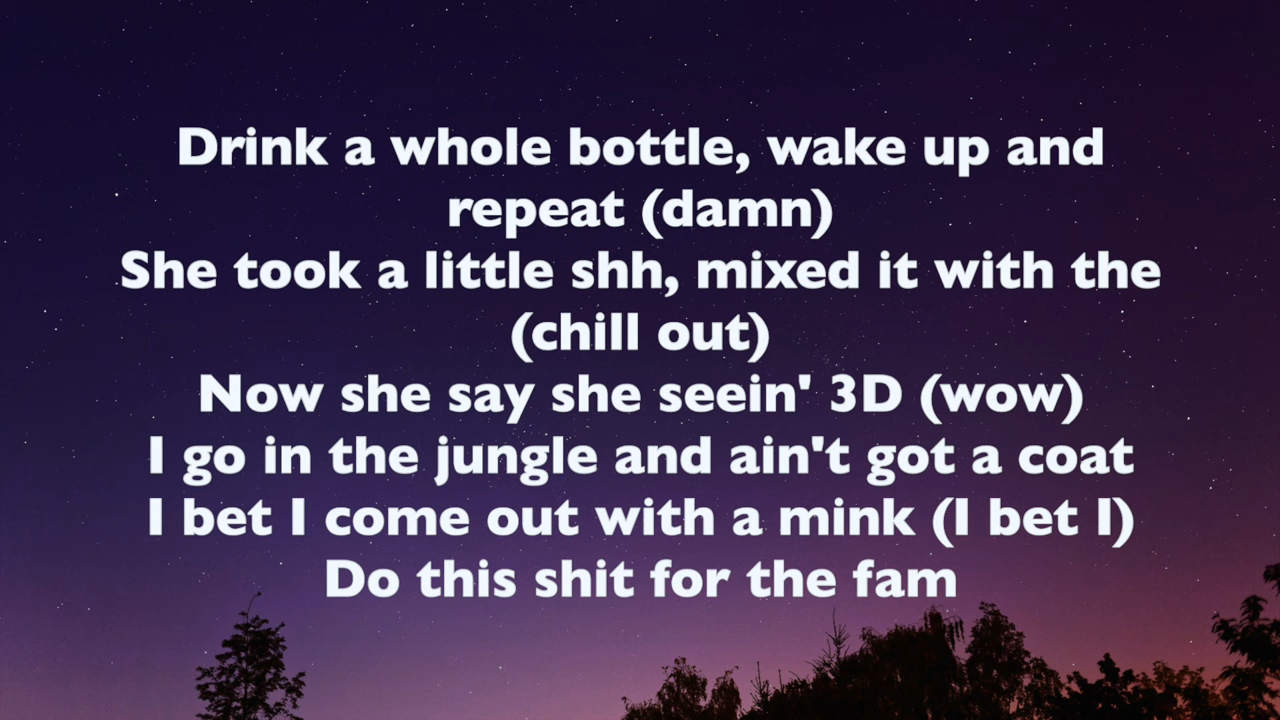 Drink a whole bottle, wake up and
repeat (damn)
She took a little shh, mixed it with the
(chill out)
Now she say she seein' 3D (wow)
I go in the jungle and ain't got a coat
I bet I come out with a mink (I bet I)
Do this shit for the fam